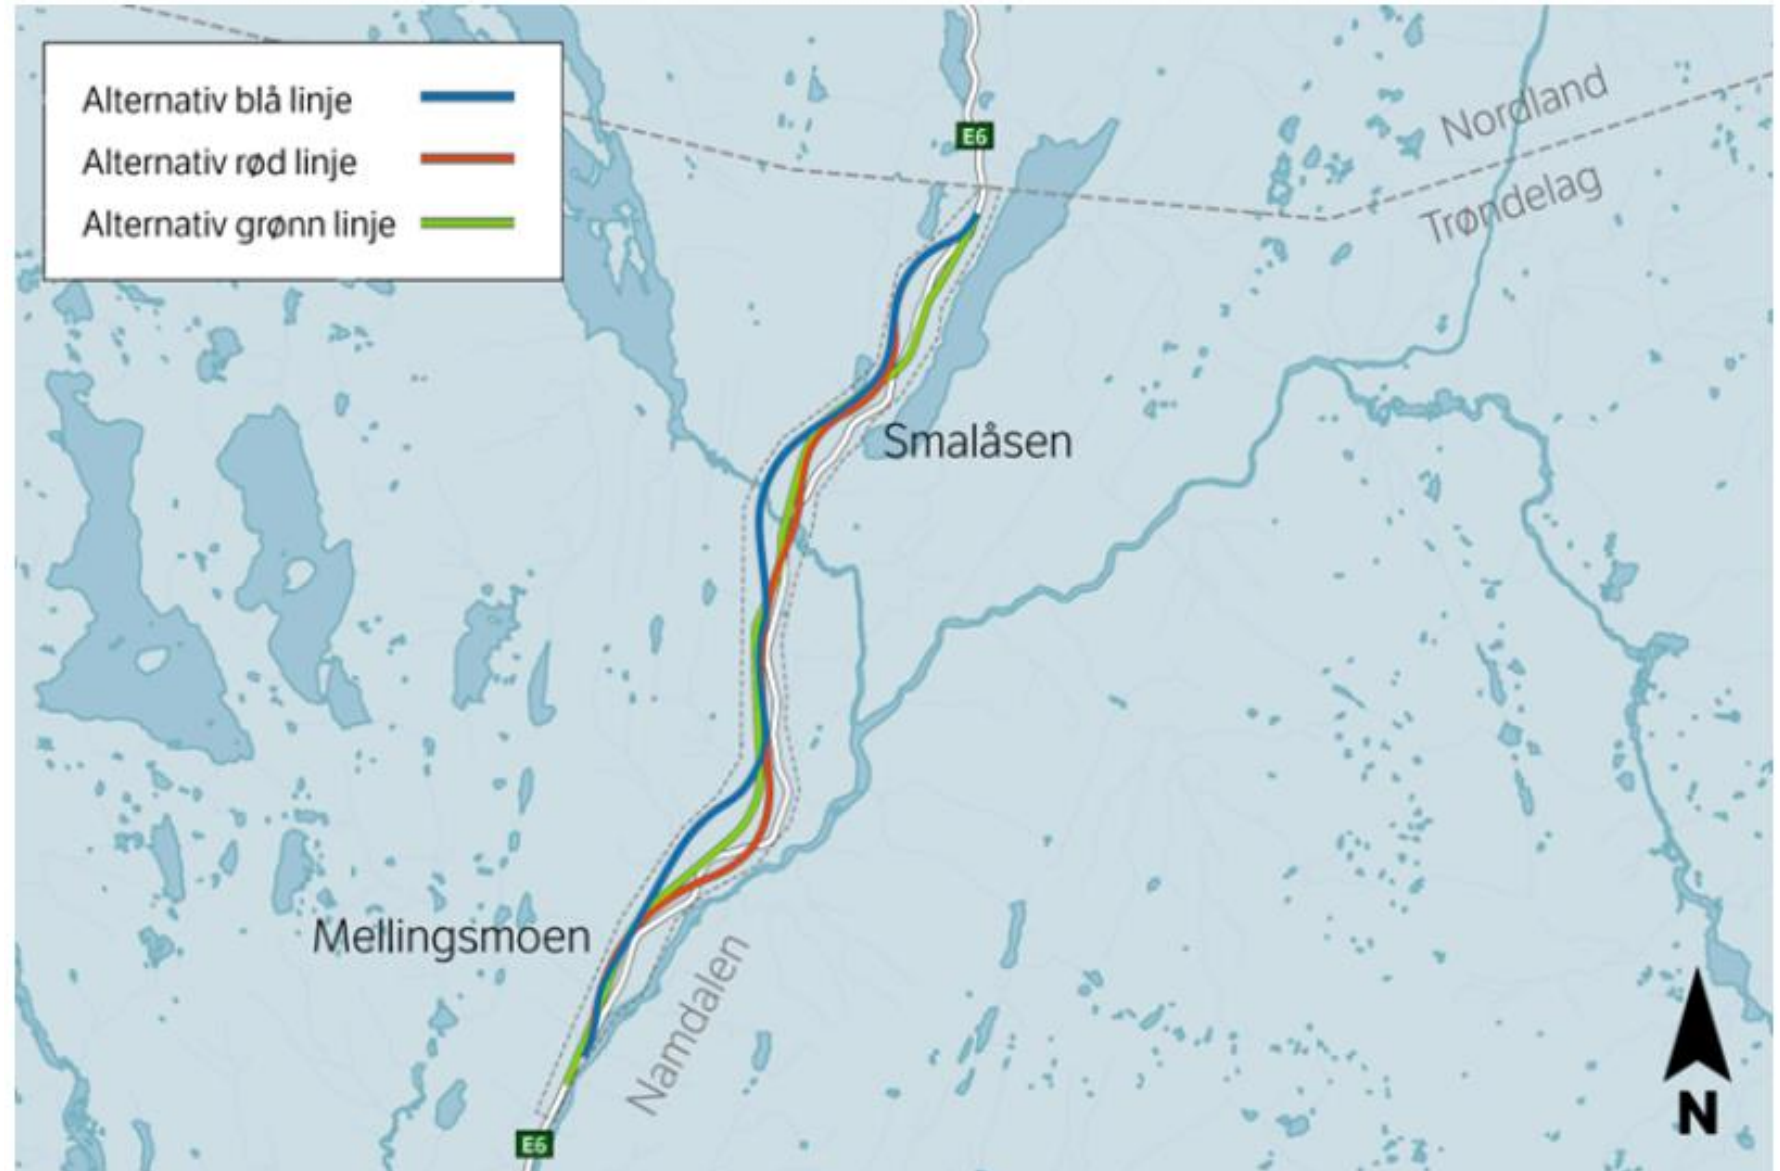 Alternativ blå linje
Alternativ rød linje
Alternativ grønn linje
E6
Nordland
Trøndelag
Smalåsen
Mellingsmoen
Namdalen
N
E6